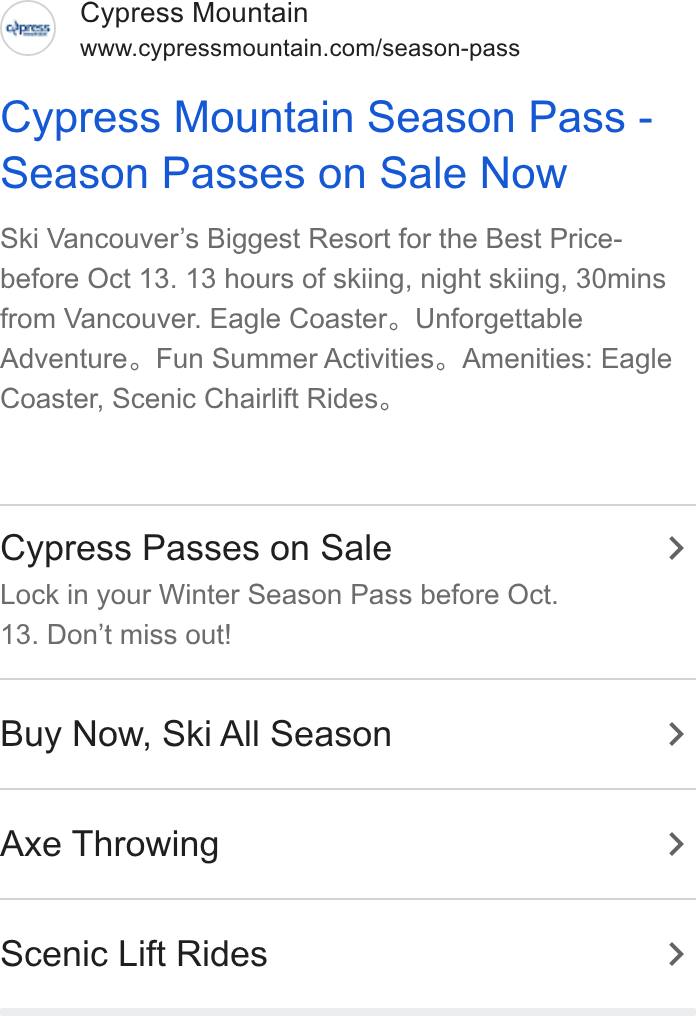 cypress
mountain
Cypress Mountain
www.cypressmountain.com/season-pass
Cypress Mountain Season Pass -
Season Passes on Sale Now
Ski Vancouver’s Biggest Resort for the Best Price-
before Oct 13. 13 hours of skiing, night skiing, 30mins
from Vancouver. Eagle Coaster。Unforgettable
Adventure。Fun Summer Activities。Amenities: Eagle
Coaster, Scenic Chairlift Rides。
Cypress Passes on Sale
Lock in your Winter Season Pass before Oct.
13. Don’t miss out!
Buy Now, Ski All Season
Axe Throwing
Scenic Lift Rides